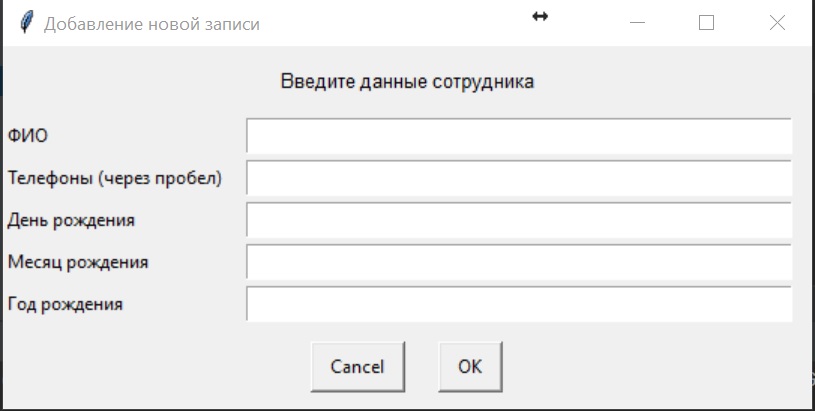 Добавление новой записи
Введите данные сотрудника
ФИО
Телефоны (через пробел)
День рождения
Месяц рождения
Год рождения
Cancel OK